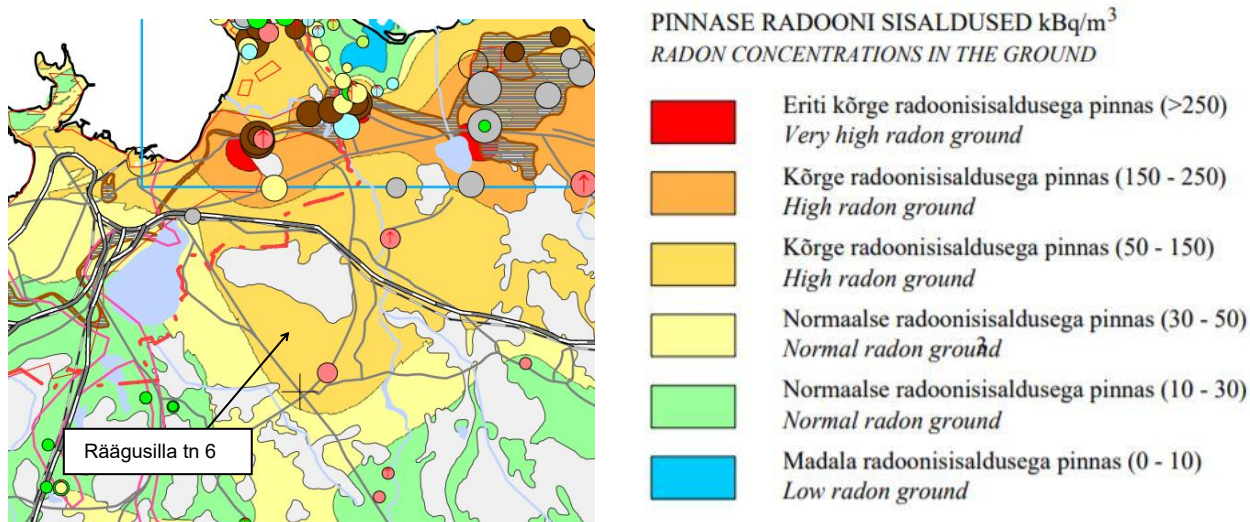 Räägusilla tn 6
PINNASE RADOONI SISALDUSED kBq/m³
RADON CONCENTRATIONS IN THE GROUND
Eriti kõrge radoonisisaldusega pinnas (>250)
Very high radon ground
Kõrge radoonisisaldusega pinnas (150 - 250)
High radon ground
Kõrge radoonisisaldusega pinnas (50 - 150)
High radon ground
Normaalse radoonisisaldusega pinnas (30 - 50)
Normal radon ground
2
Normaalse radoonisisaldusega pinnas (10 - 30)
Normal radon ground
Madala radoonisisaldusega pinnas (0 - 10)
Low radon ground